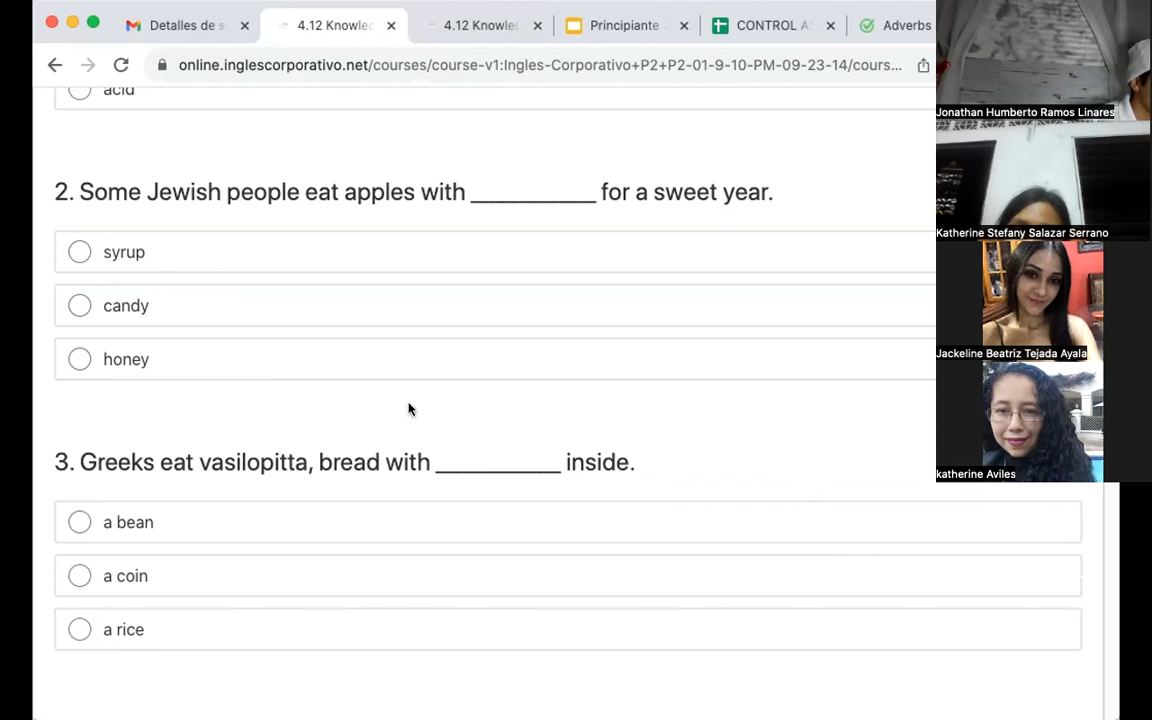 Detalles de s
4.12 Knowlec
4.12 Knowle
Principiante
CONTROL A
Adverbs
online.inglescorporativo.net/courses/course-v1:Ingles-Corporativo+P2+P2-01-9-10-PM-09-23-14/cours...
acid
2. Some Jewish people eat apples with ____________ for a sweet year.
syrup
candy
honey
3. Greeks eat vasilopitta, bread with ____________ inside.
a bean
a coin
a rice
Jonathan Humberto Ramos Linares
Katherine Stefany Salazar Serrano
Jackeline Beatriz Tejada Ayala
katherine Aviles